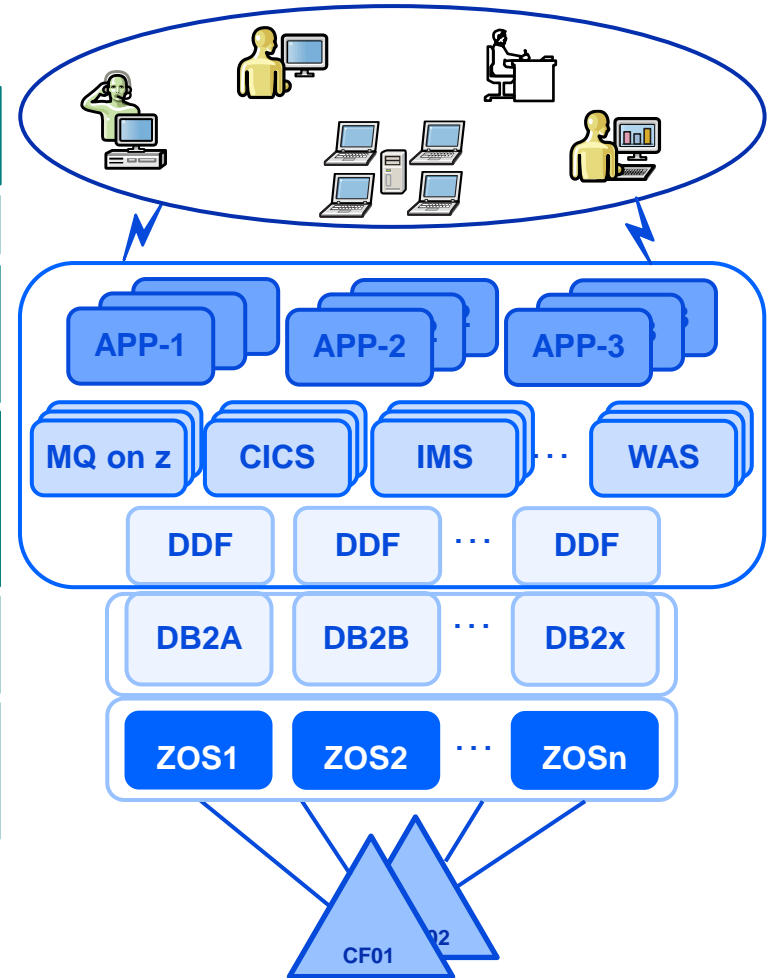 APP-1 APP-2 APP-3
MQ on z CICS IMS ... WAS
DDF DDF ... DDF
DB2A DB2B ... DB2x
ZOS1 ZOS2 ... ZOSn
CF01 02